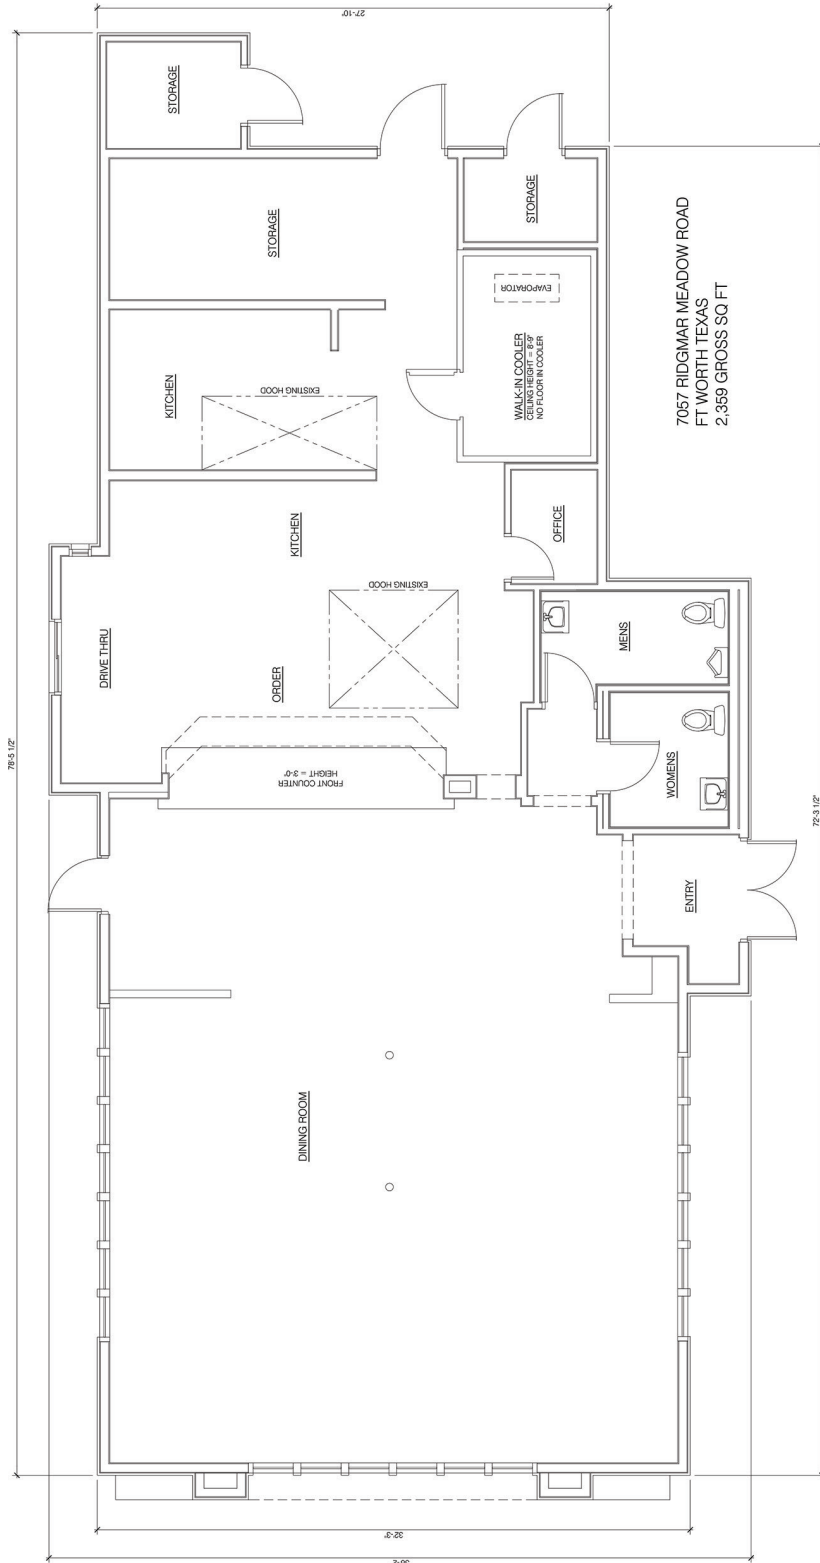 27'-10"
STORAGE
STORAGE
STORAGE
EVAPORATOR
WALK-IN COOLER
CEILING HEIGHT = 8'-9"
NO FLOOR IN COOLER
7057 RIDGMAR MEADOW ROAD
FT WORTH TEXAS
2,359 GROSS SQ FT
KITCHEN
EXISTING HOOD
KITCHEN
OFFICE
EXISTING HOOD
DRIVE THRU
ORDER
MENS
78'-5 1/2"
FRONT COUNTER
HEIGHT = 3'-0"
WOMENS
72'-3 1/2"
ENTRY
DINING ROOM
32'-3"